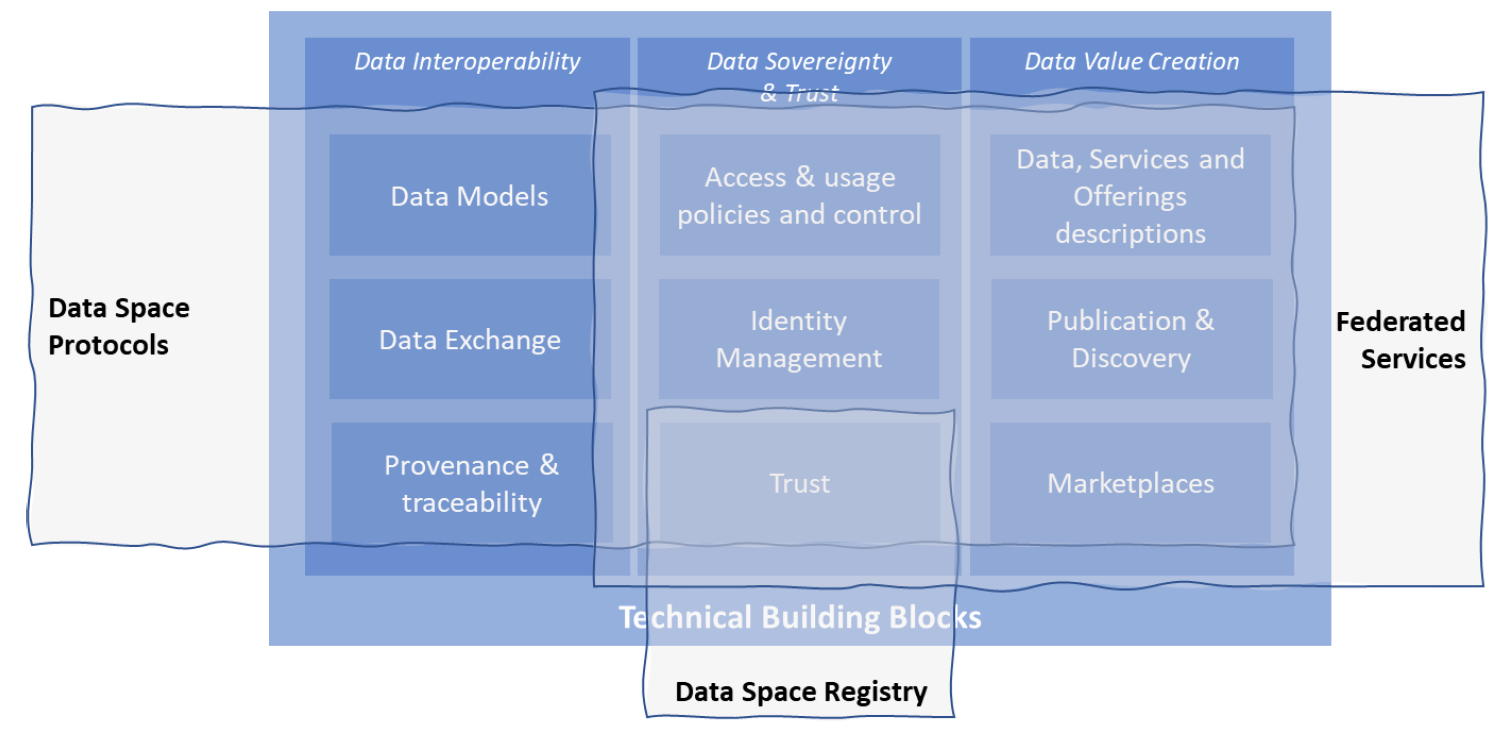 Data Interoperability
Data Sovereignty
& Trust
Data Value Creation
Data Models
Access & usage
policies and control
Data, Services and
Offerings
descriptions
Data Space
Protocols
Data Exchange
Identity
Management
Publication &
Discovery
Federated
Services
Provenance &
traceability
Trust
Marketplaces
Technical Building Blocks
Data Space Registry